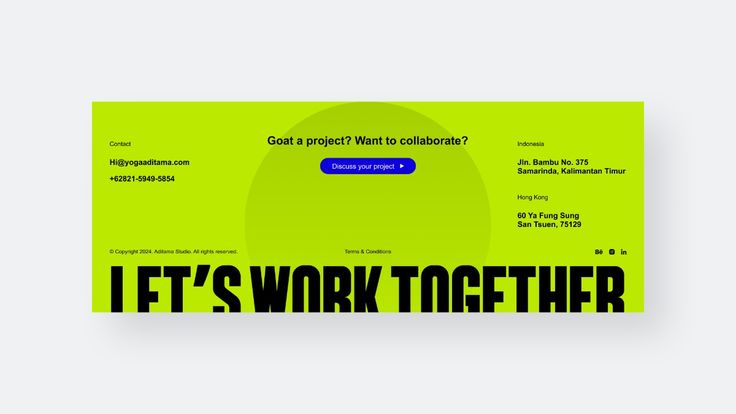 Contact
Hi@yogaaditama.com
+62821-5949-5854
Goat a project? Want to collaborate?
Discuss your project
Indonesia
Jln. Bambu No. 375
Samarinda, Kalimantan Timur
Hong Kong
60 Ya Fung Sung
San Tsuen, 75129
© Copyright 2024. Aditama Studio. All rights reserved.
Terms & Conditions
Bē
in
LET'S WORK TOGETHER